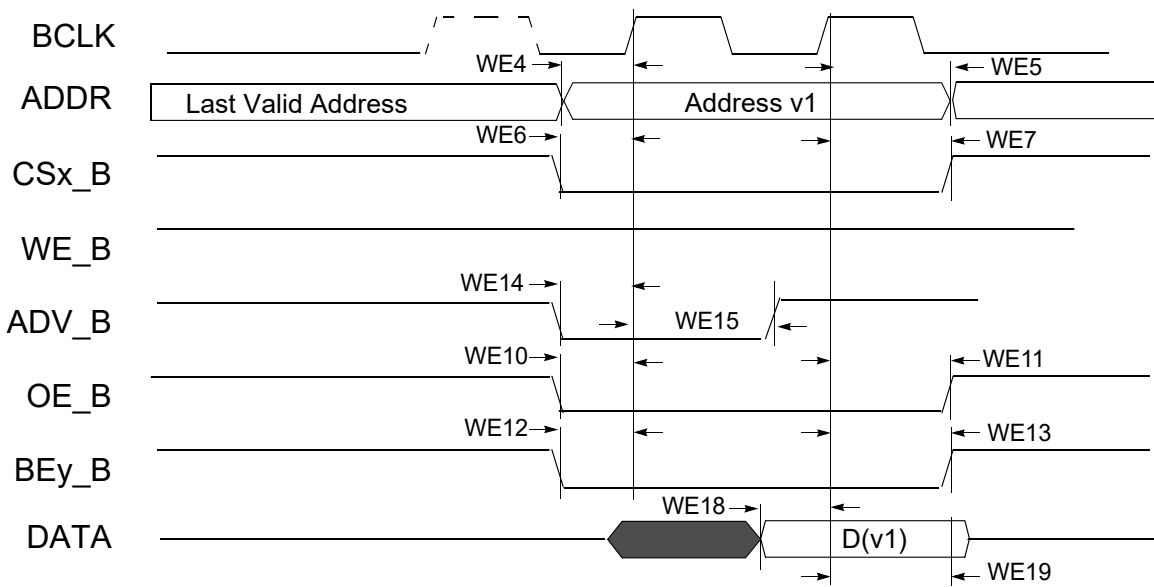 BCLK
WE4
WE5
ADDR
Last Valid Address
Address v1
WE6
WE7
CSx_B
WE_B
WE14
ADV_B
WE15
WE10
WE11
OE_B
WE12
WE13
BEy_B
WE18
DATA
D(v1)
WE19